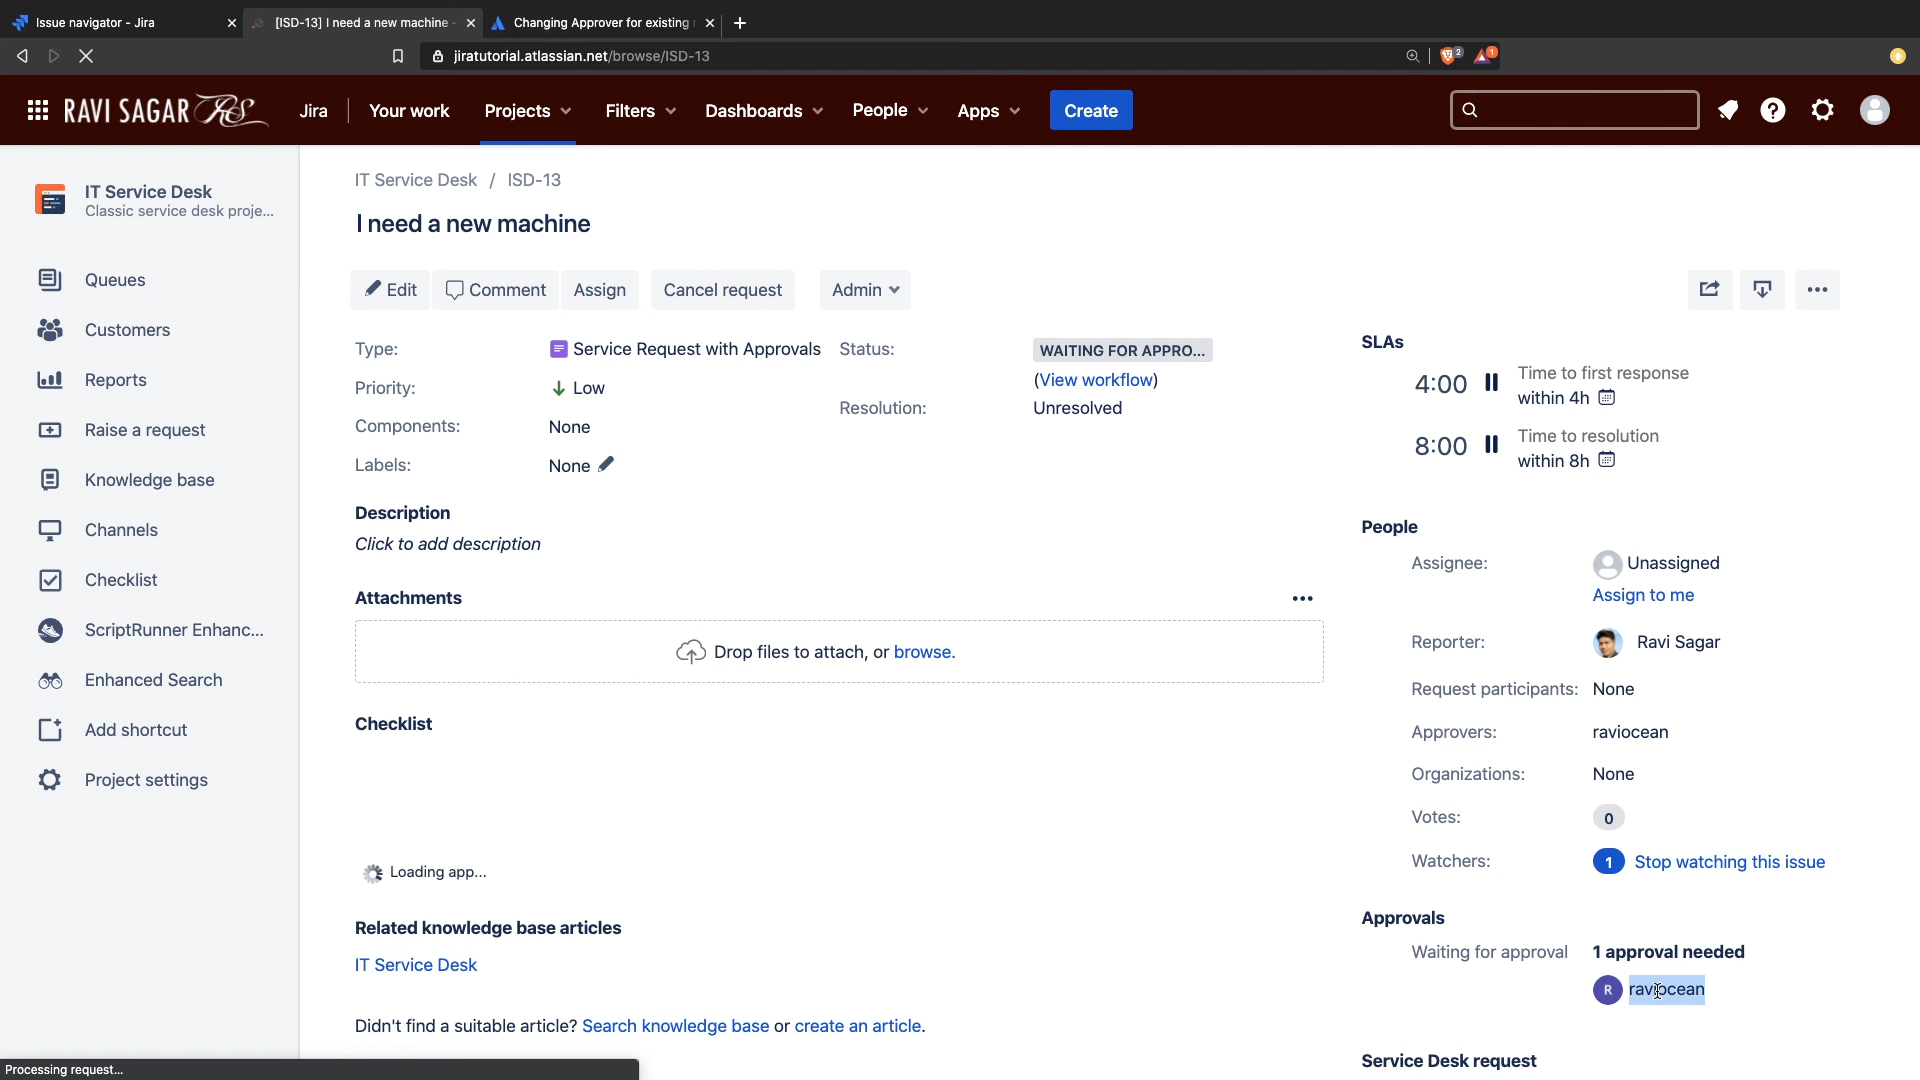 Issue navigator - Jira
[ISD-13] I need a new machine -
Changing Approver for existing r
jiratutorial.atlassian.net/browse/ISD-13
2
1
RAVI SAGAR RS
Jira
Your work
Projects
Filters
Dashboards
People
Apps
Create
IT Service Desk
Classic service desk proje...
Queues
Customers
Reports
Raise a request
Knowledge base
Channels
Checklist
ScriptRunner Enhanc...
Enhanced Search
Add shortcut
Project settings
IT Service Desk / ISD-13
I need a new machine
Edit
Comment
Assign
Cancel request
Admin
Type: Service Request with Approvals
Priority: Low
Components: None
Labels: None
Status: WAITING FOR APPRO...
(View workflow)
Resolution: Unresolved
Description
Click to add description
Attachments
Drop files to attach, or browse.
Checklist
Loading app...
Related knowledge base articles
IT Service Desk
Didn't find a suitable article? Search knowledge base or create an article.
SLAs
4:00 Time to first response
within 4h
8:00 Time to resolution
within 8h
People
Assignee: Unassigned
Assign to me
Reporter: Ravi Sagar
Request participants: None
Approvers: raviocean
Organizations: None
Votes: 0
Watchers: 1 Stop watching this issue
Approvals
Waiting for approval 1 approval needed
R raviocean
Service Desk request
Processing request...